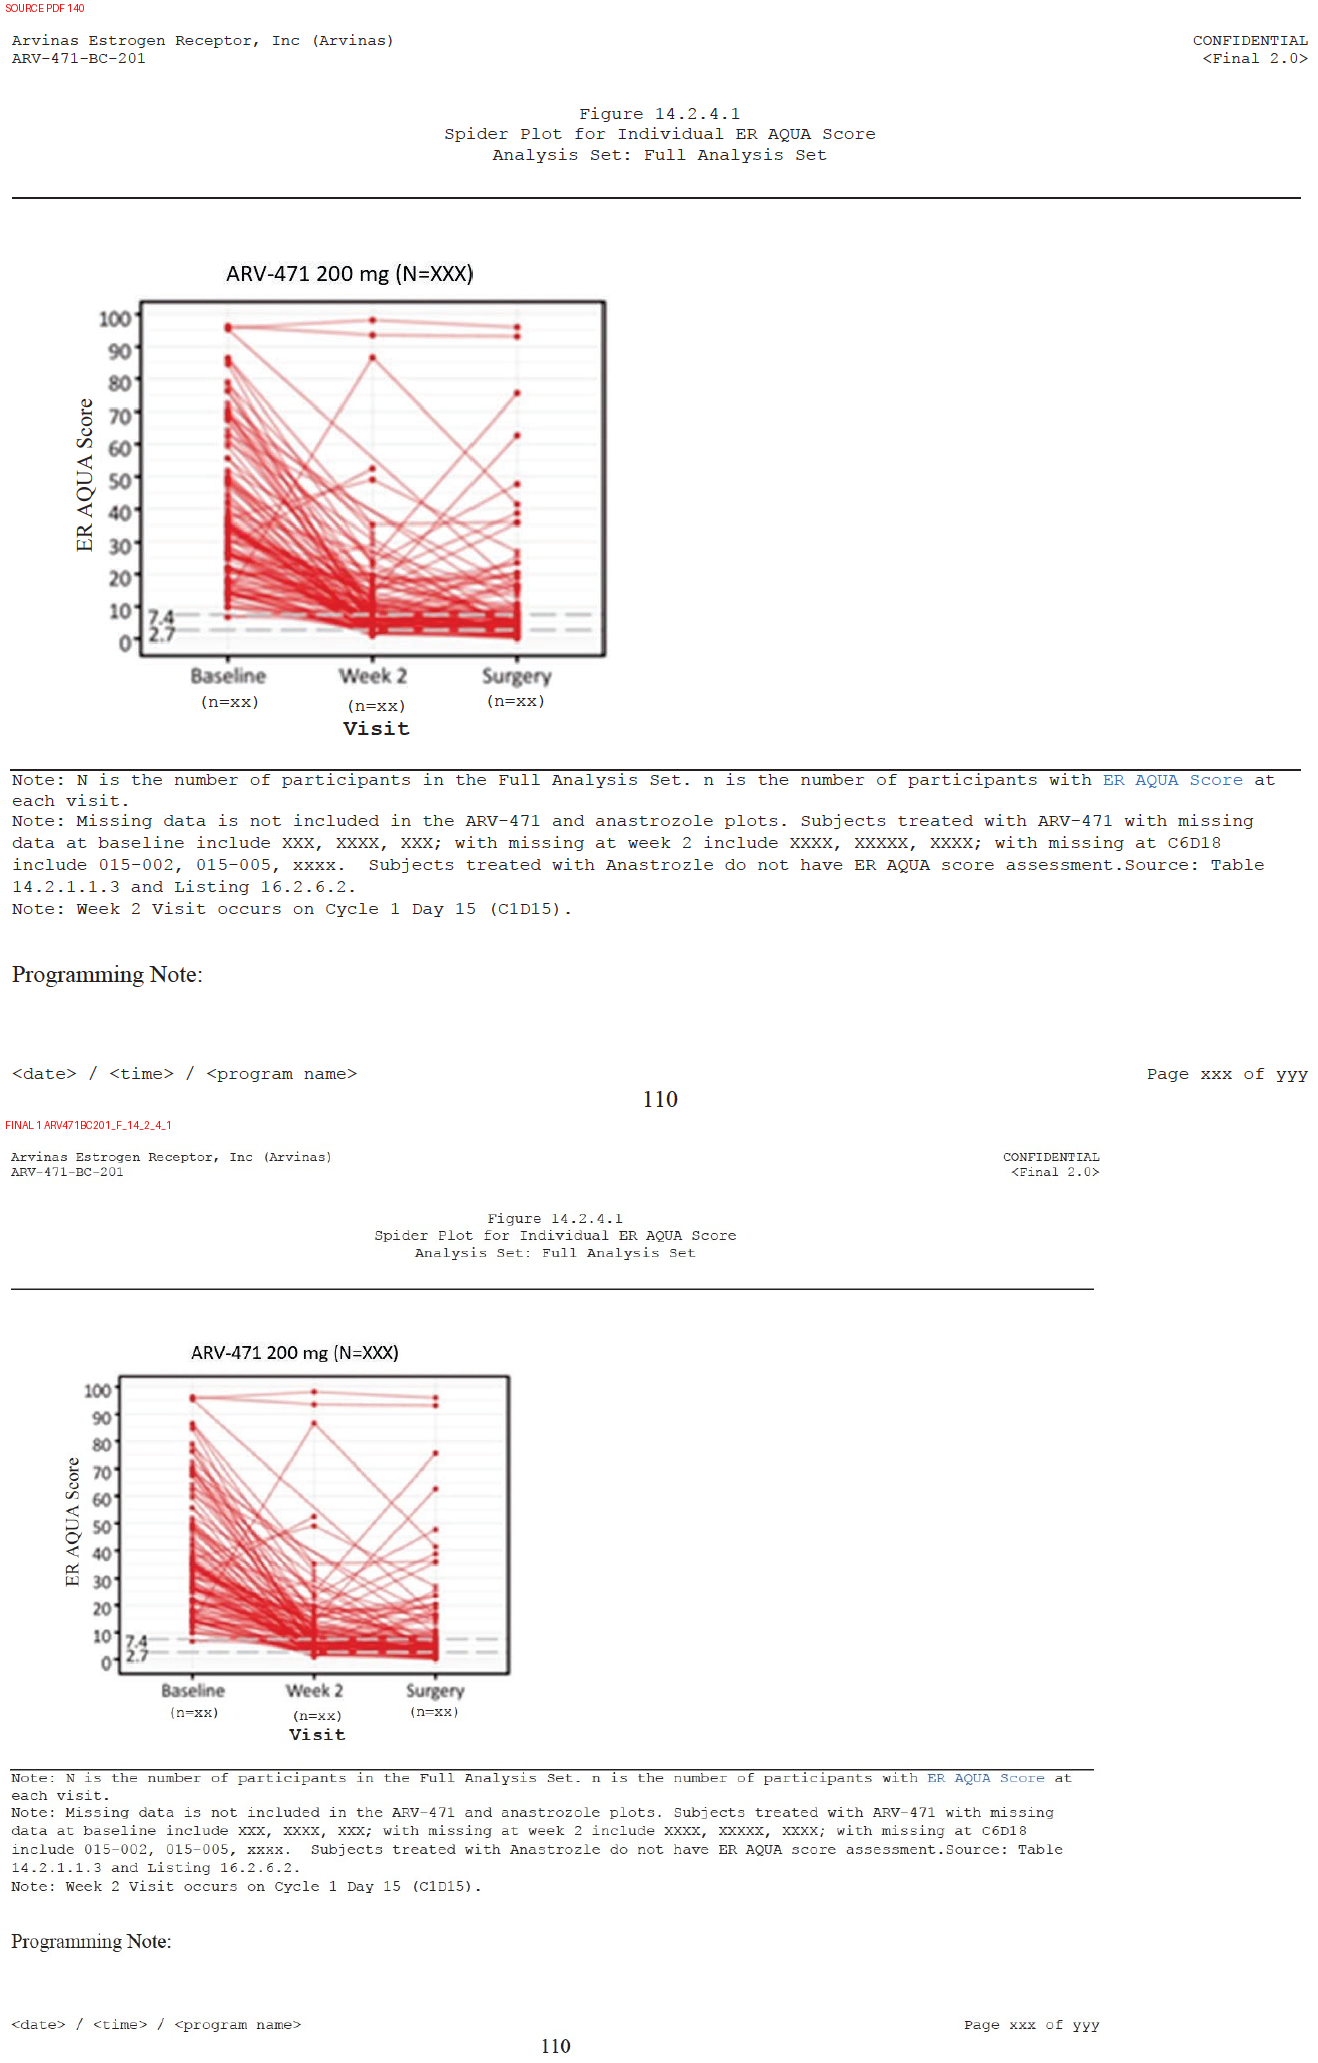 SOURCE PDF 140
Arvinas Estrogen Receptor, Inc (Arvinas)
CONFIDENTIAL
ARV-471-BC-201
<Final 2.0>
Figure 14.2.4.1
Spider Plot for Individual ER AQUA Score
Analysis Set: Full Analysis Set
ARV-471 200 mg (N=XXX)
ER AQUA Score
100
90
80
70
60
50
40
30
20
10
0
7.4
2.7
Baseline
Week 2
Surgery
(n=xx)
(n=xx)
(n=xx)
Visit
Note: N is the number of participants in the Full Analysis Set. n is the number of participants with ER AQUA Score at
each visit.
Note: Missing data is not included in the ARV-471 and anastrozole plots. Subjects treated with ARV-471 with missing
data at baseline include XXX, XXXX, XXX; with missing at week 2 include XXXX, XXXXX, XXXX; with missing at C6D18
include 015-002, 015-005, xxxx.  Subjects treated with Anastrozle do not have ER AQUA score assessment.Source: Table
14.2.1.1.3 and Listing 16.2.6.2.
Note: Week 2 Visit occurs on Cycle 1 Day 15 (C1D15).
Programming Note:
<date> / <time> / <program name>
Page xxx of yyy
110
FINAL 1 ARV471BC201_F_14_2_4_1
Arvinas Estrogen Receptor, Inc (Arvinas)
CONFIDENTIAL
ARV-471-BC-201
<Final 2.0>
Figure 14.2.4.1
Spider Plot for Individual ER AQUA Score
Analysis Set: Full Analysis Set
ARV-471 200 mg (N=XXX)
ER AQUA Score
100
90
80
70
60
50
40
30
20
10
0
7.4
2.7
Baseline
Week 2
Surgery
(n=xx)
(n=xx)
(n=xx)
Visit
Note: N is the number of participants in the Full Analysis Set. n is the number of participants with ER AQUA Score at
each visit.
Note: Missing data is not included in the ARV-471 and anastrozole plots. Subjects treated with ARV-471 with missing
data at baseline include XXX, XXXX, XXX; with missing at week 2 include XXXX, XXXXX, XXXX; with missing at C6D18
include 015-002, 015-005, xxxx.  Subjects treated with Anastrozle do not have ER AQUA score assessment.Source: Table
14.2.1.1.3 and Listing 16.2.6.2.
Note: Week 2 Visit occurs on Cycle 1 Day 15 (C1D15).
Programming Note:
<date> / <time> / <program name>
Page xxx of yyy
110